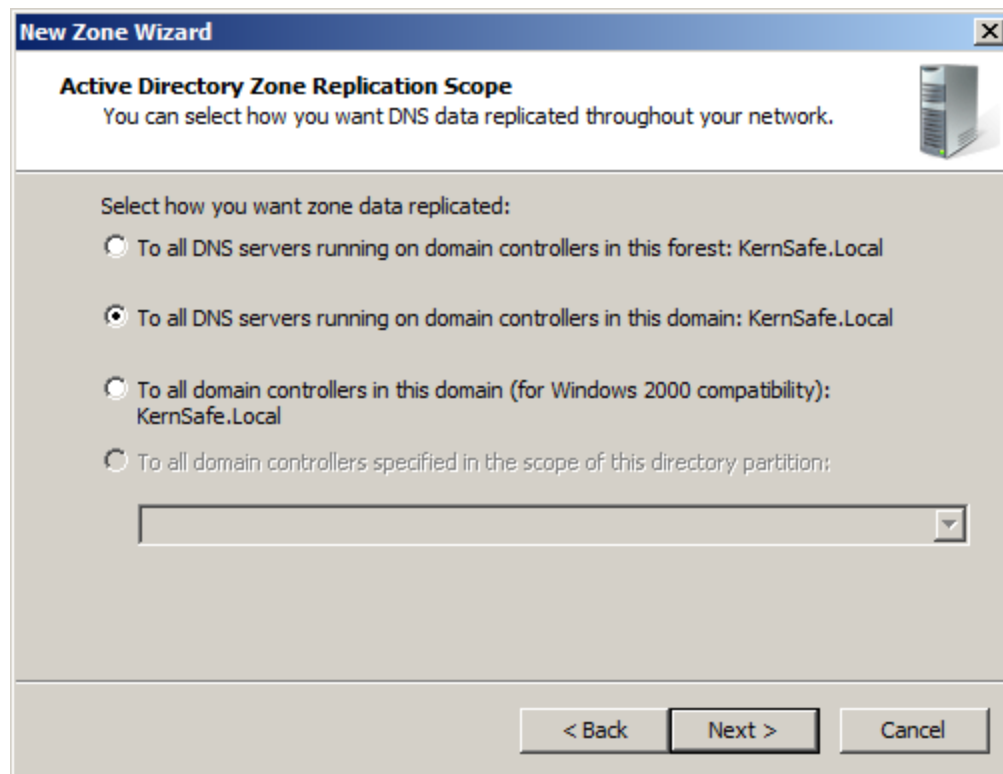 New Zone Wizard
Active Directory Zone Replication Scope
You can select how you want DNS data replicated throughout your network.
Select how you want zone data replicated:
To all DNS servers running on domain controllers in this forest: KernSafe.Local
To all DNS servers running on domain controllers in this domain: KernSafe.Local
To all domain controllers in this domain (for Windows 2000 compatibility):
KernSafe.Local
To all domain controllers specified in the scope of this directory partition:
< Back Next > Cancel